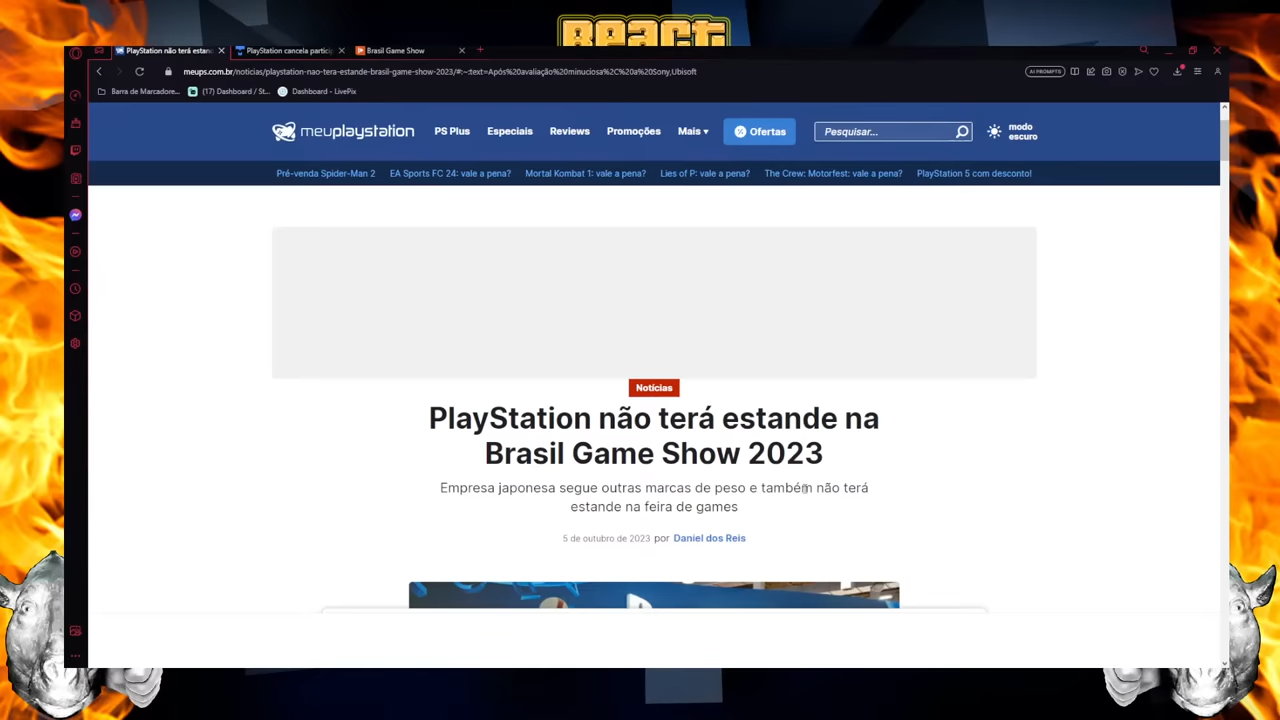 React
PlayStation não terá estan
PlayStation cancela partici
Brasil Game Show
meups.com.br/noticias/playstation-nao-tera-estande-brasil-game-show-2023/#:~:text=Após%20avaliação%20minuciosa%2C%20a%20Sony,Ubisoft
AI PROMPTS
Barra de Marcadore...
(17) Dashboard / St...
Dashboard - LivePix
meuplaystation
PS Plus
Especiais
Reviews
Promoções
Mais
Ofertas
Pesquisar...
modo
escuro
Pré-venda Spider-Man 2
EA Sports FC 24: vale a pena?
Mortal Kombat 1: vale a pena?
Lies of P: vale a pena?
The Crew: Motorfest: vale a pena?
PlayStation 5 com desconto!
Notícias
PlayStation não terá estande na
Brasil Game Show 2023
Empresa japonesa segue outras marcas de peso e também não terá
estande na feira de games
5 de outubro de 2023 por Daniel dos Reis